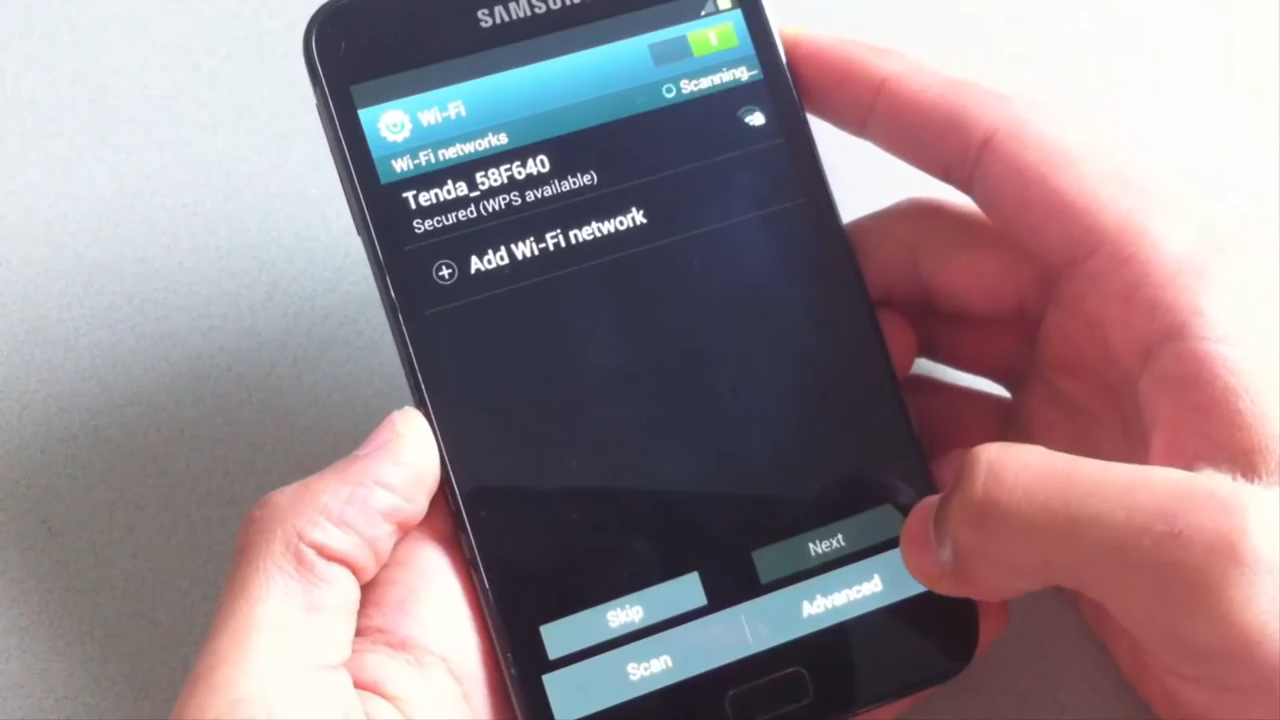 SAMSUNG
Wi-Fi
Scanning...
Wi-Fi networks
Tenda_58F640
Secured (WPS available)
Add Wi-Fi network
Next
Skip
Advanced
Scan